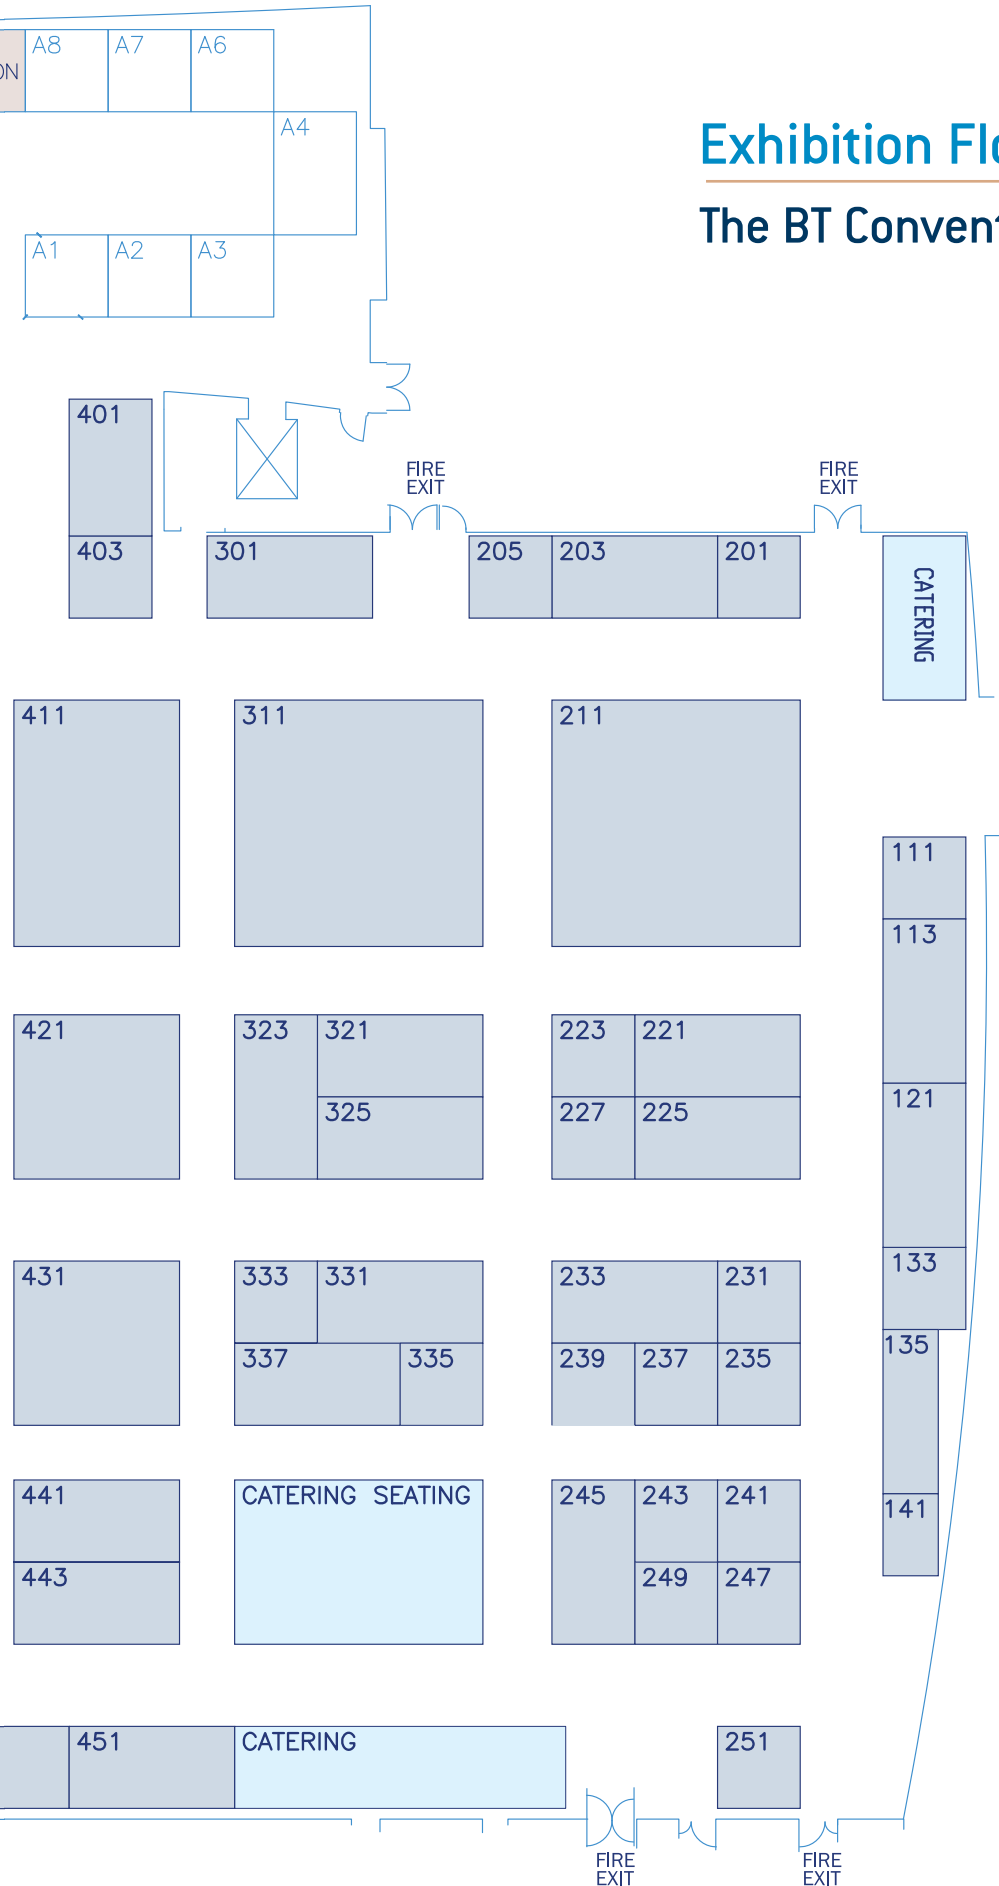 A8 A7 A6
ON
A4
Exhibition Flo
The BT Convent
A1 A2 A3
401
FIRE
EXIT
FIRE
EXIT
403 301 205 203 201
CATERING
411 311 211
111
113
421 323 321 223 221
121
325 227 225
133
431 333 331 233 231
135
337 335 239 237 235
441 CATERING SEATING 245 243 241
141
443 249 247
451 CATERING 251
FIRE
EXIT
FIRE
EXIT